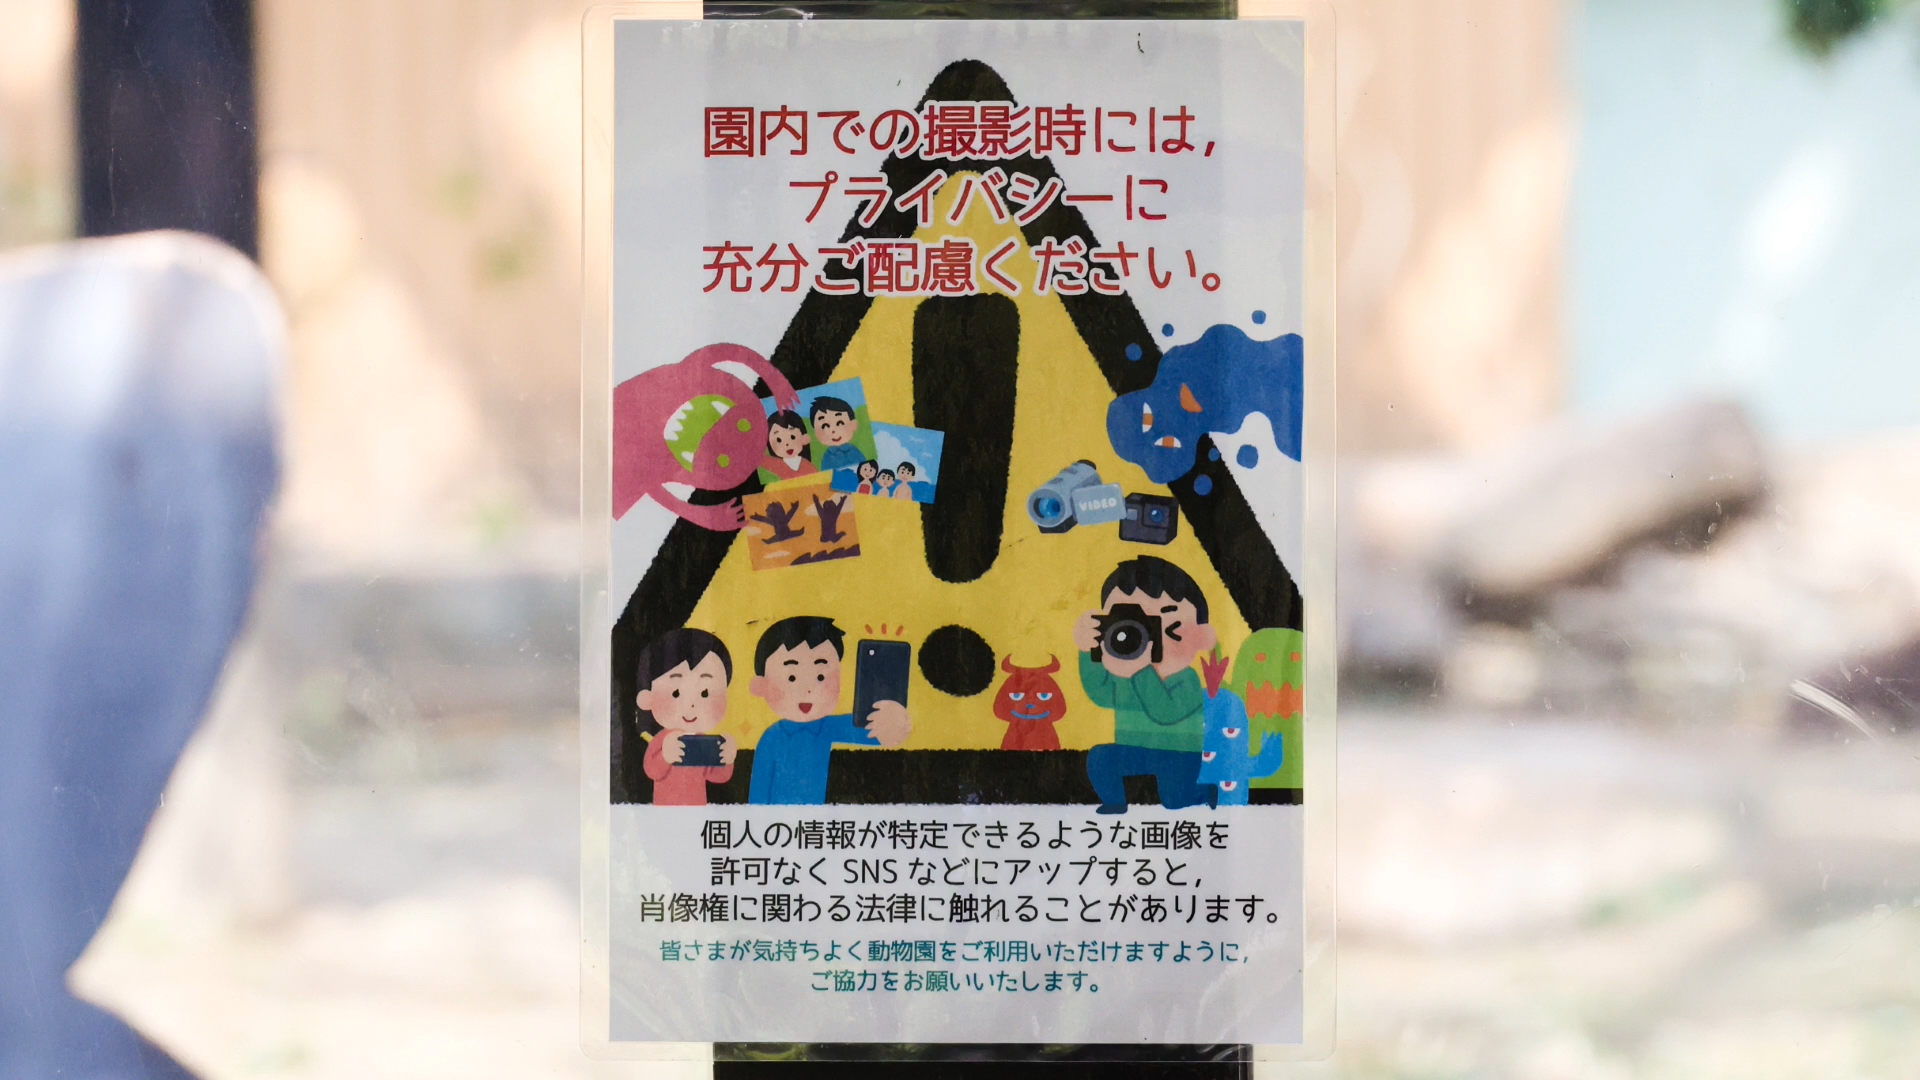 園内での撮影時には,
プライバシーに
充分ご配慮ください。
VIDEO
個人の情報が特定できるような画像を
許可なく SNS などにアップすると,
肖像権に関わる法律に触れることがあります。
皆さまが気持ちよく動物園をご利用いただけますように,
ご協力をお願いいたします。